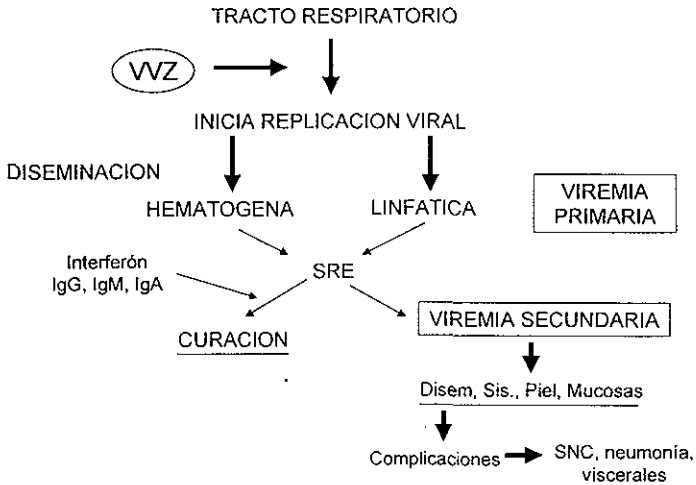 TRACTO RESPIRATORIO
VVZ
INICIA REPLICACION VIRAL
DISEMINACION
HEMATOGENA
LINFATICA
VIREMIA
PRIMARIA
Interferón
IgG, IgM, IgA
SRE
CURACION
VIREMIA SECUNDARIA
Disem, Sis., Piel, Mucosas
Complicaciones
SNC, neumonía,
viscerales